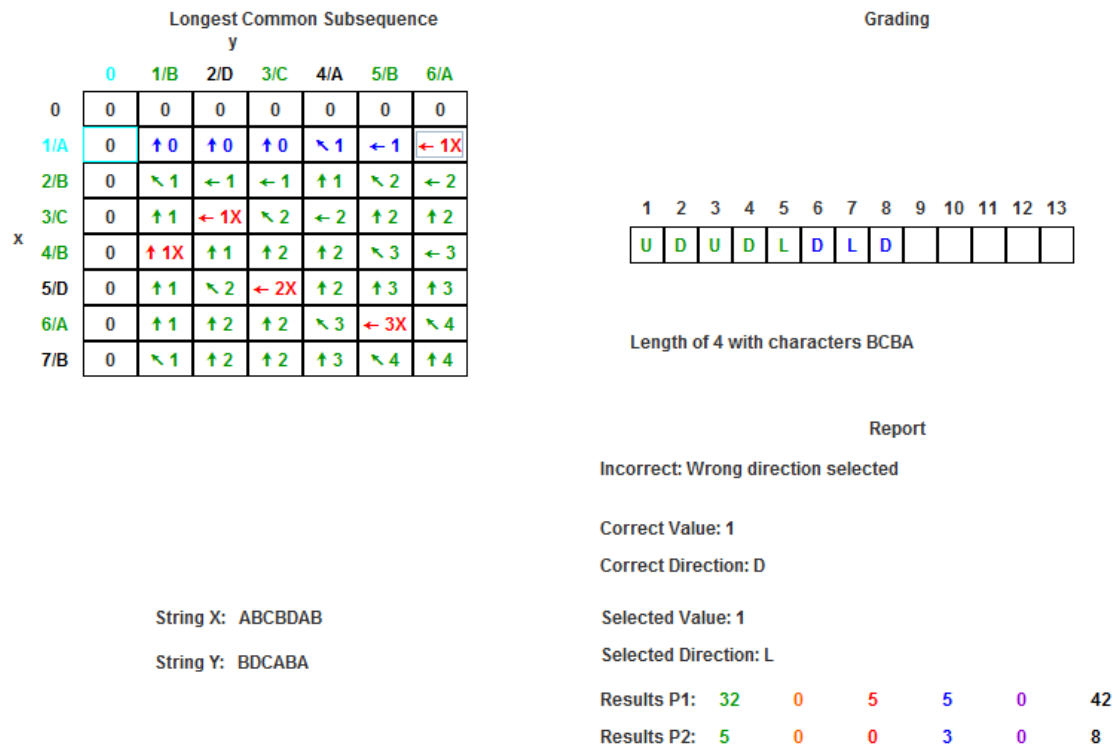 Longest Common Subsequence
y
0 1/B 2/D 3/C 4/A 5/B 6/A
0 0 0 0 0 0 0 0
1/A 0 ↑ 0 ↑ 0 ↑ 0 ↖ 1 ← 1 ← 1X
2/B 0 ↖ 1 ← 1 ← 1 ↑ 1 ↖ 2 ← 2
3/C 0 ↑ 1 ← 1X ↖ 2 ← 2 ↑ 2 ↑ 2
x
4/B 0 ↑ 1X ↑ 1 ↑ 2 ↑ 2 ↖ 3 ← 3
5/D 0 ↑ 1 ↖ 2 ← 2X ↑ 2 ↑ 3 ↑ 3
6/A 0 ↑ 1 ↑ 2 ↑ 2 ↖ 3 ← 3X ↖ 4
7/B 0 ↖ 1 ↑ 2 ↑ 2 ↑ 3 ↖ 4 ↑ 4
String X: ABCBDAB
String Y: BDCABA
Grading
1 2 3 4 5 6 7 8 9 10 11 12 13
U D U D L D L D
Length of 4 with characters BCBA
Report
Incorrect: Wrong direction selected
Correct Value: 1
Correct Direction: D
Selected Value: 1
Selected Direction: L
Results P1: 32 0 5 5 0 42
Results P2: 5 0 0 3 0 8